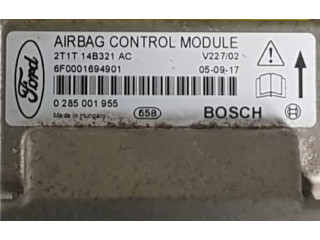 Ford
AIRBAG CONTROL MODULE
2T1T 14B321 AC V227/02
6F0001694901 05-09-17
0 285 001 955
Made in Hungary 658 BOSCH